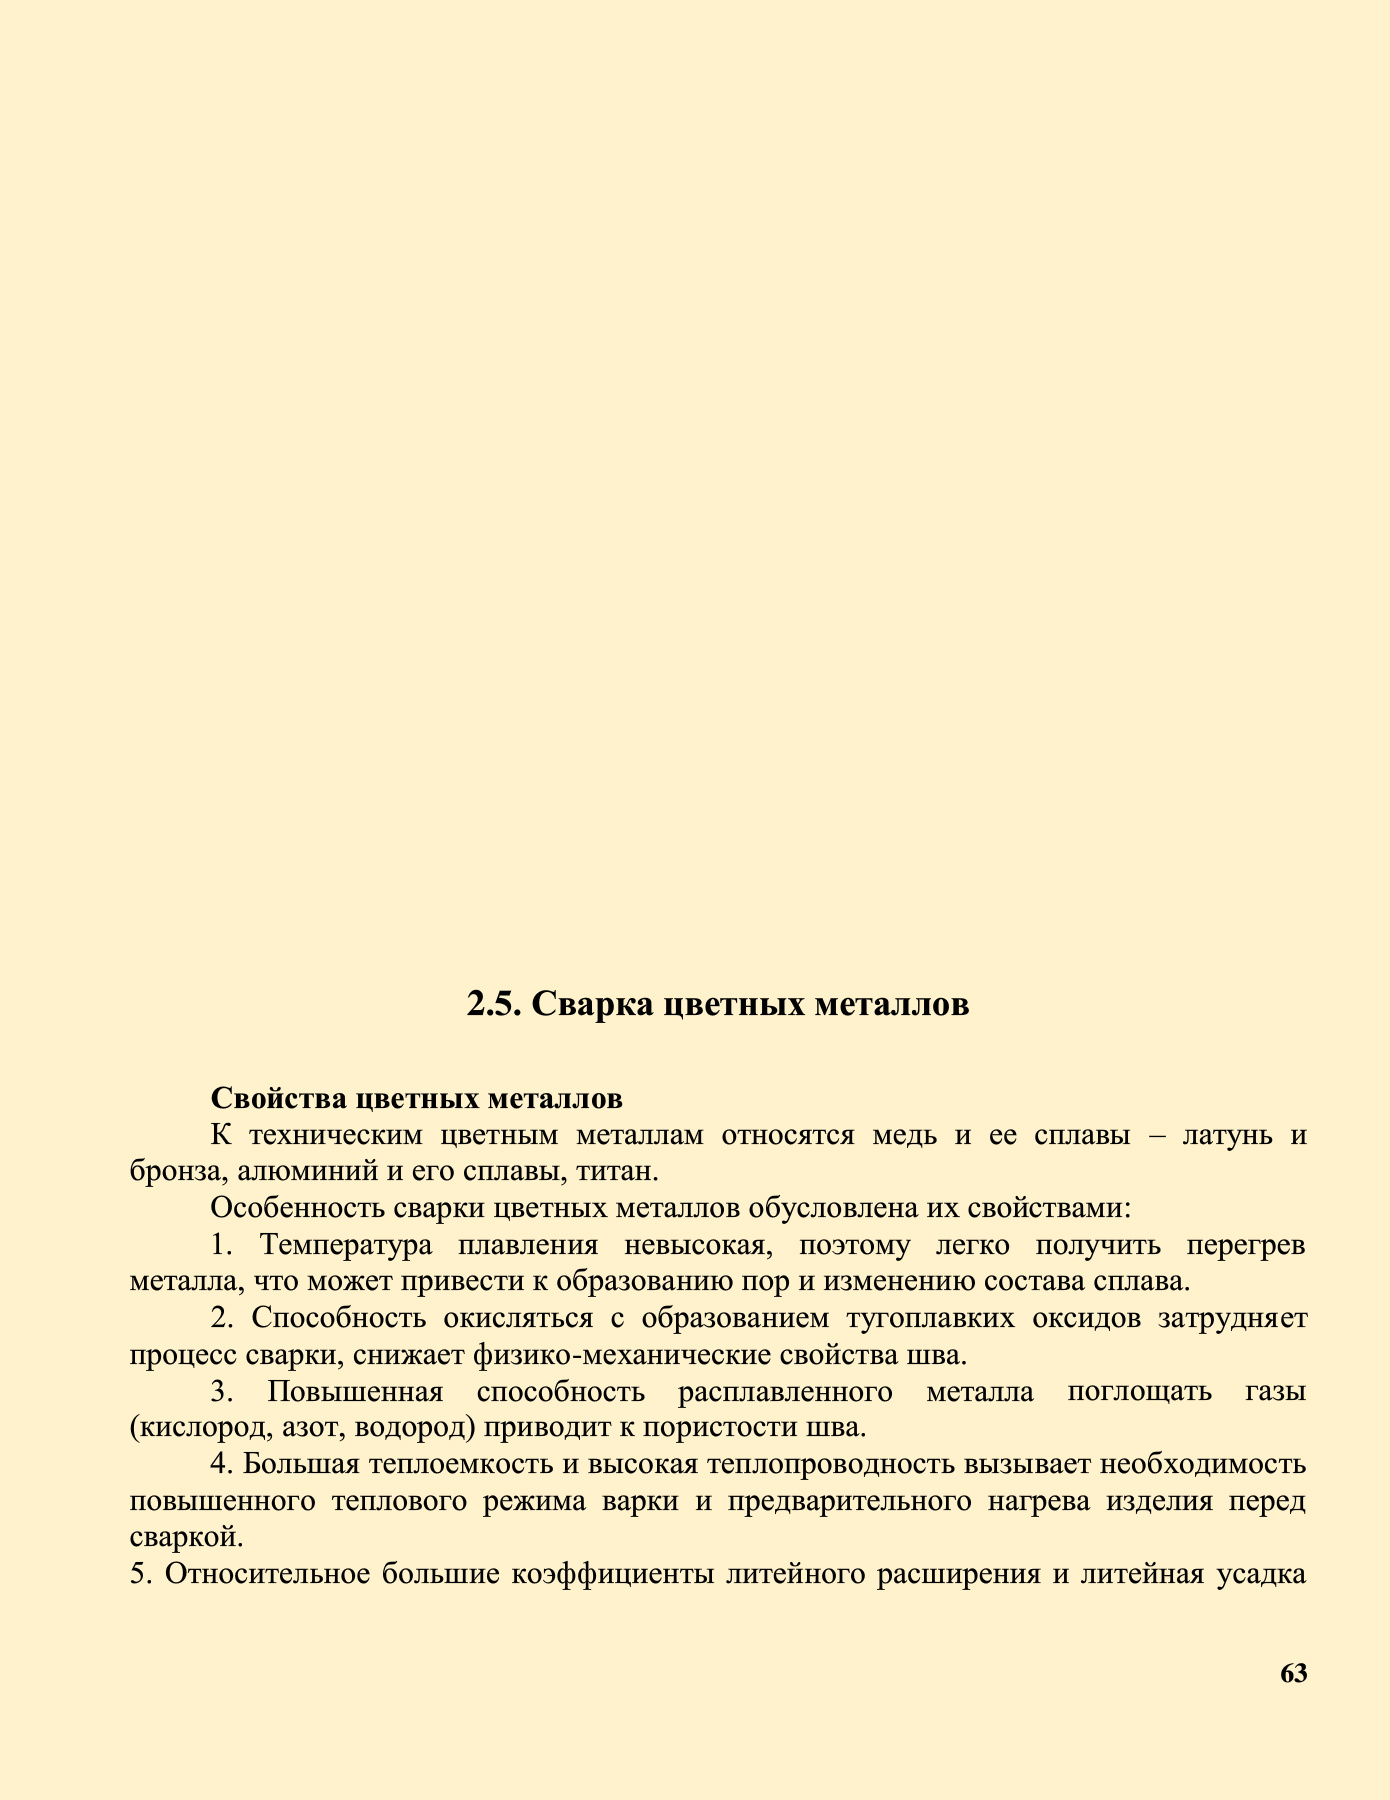 2.5. Сварка цветных металлов
Свойства цветных металлов
К техническим цветным металлам относятся медь и ее сплавы – латунь и
бронза, алюминий и его сплавы, титан.
Особенность сварки цветных металлов обусловлена их свойствами:
1. Температура плавления невысокая, поэтому легко получить перегрев
металла, что может привести к образованию пор и изменению состава сплава.
2. Способность окисляться с образованием тугоплавких оксидов затрудняет
процесс сварки, снижает физико-механические свойства шва.
3. Повышенная способность расплавленного металла поглощать газы
(кислород, азот, водород) приводит к пористости шва.
4. Большая теплоемкость и высокая теплопроводность вызывает необходимость
повышенного теплового режима варки и предварительного нагрева изделия перед
сваркой.
5. Относительное большие коэффициенты литейного расширения и литейная усадка
63